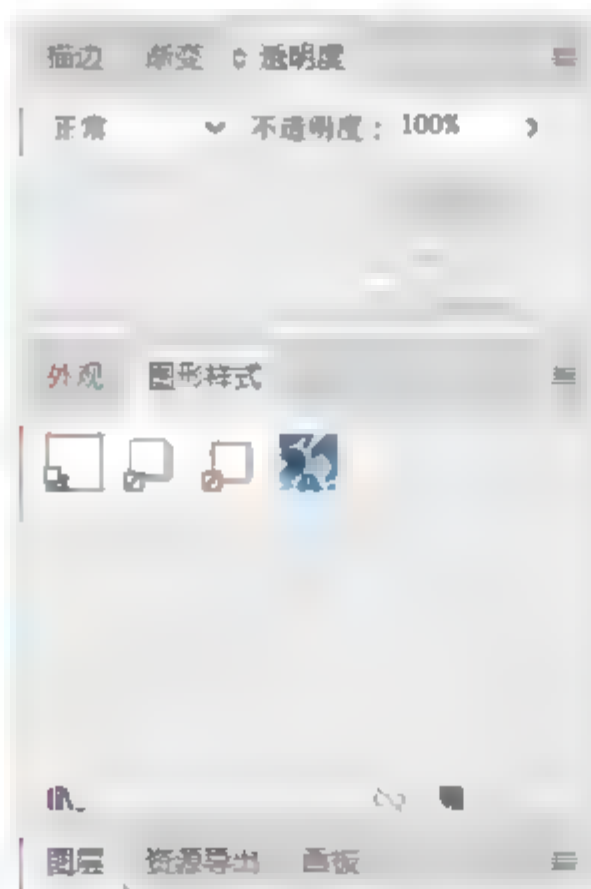 描边 渐变 透明度
正常 不透明度： 100%
外观 图形样式
图层 资源导出 画板